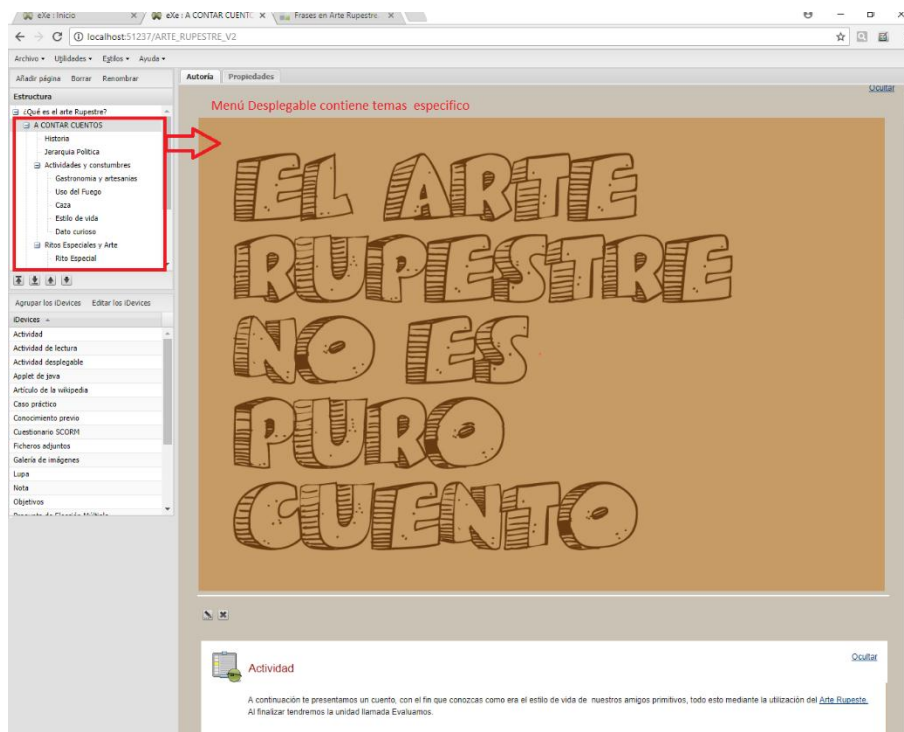 eXe : Inicio
eXe : A CONTAR CUENTO
Frases en Arte Rupestre
localhost:51237/ARTE_RUPESTRE_V2
Archivo Utilidades Estilos Ayuda
Añadir página Borrar Renombrar
Autoría Propiedades
Ocultar
Estructura
¿Qué es el arte Rupestre?
A CONTAR CUENTOS
Historia
Jerarquia Politica
Actividades y constumbres
Gastronomia y artesanias
Uso del Fuego
Caza
Estilo de vida
Dato curioso
Ritos Especiales y Arte
Rito Especial
Agrupar los iDevices Editar los iDevices
iDevices
Actividad
Actividad de lectura
Actividad desplegable
Applet de java
Artículo de la wikipedia
Caso práctico
Conocimiento previo
Cuestionario SCORM
Ficheros adjuntos
Galería de imágenes
Lupa
Nota
Objetivos
Menú Desplegable contiene temas especifico
EL ARTE
RUPESTRE
NO ES
PURO
CUENTO
Actividad
Ocultar
A continuación te presentamos un cuento, con el fin que conozcas como era el estilo de vida de nuestros amigos primitivos, todo esto mediante la utilización del Arte Rupeste.
Al finalizar tendremos la unidad llamada Evaluamos.